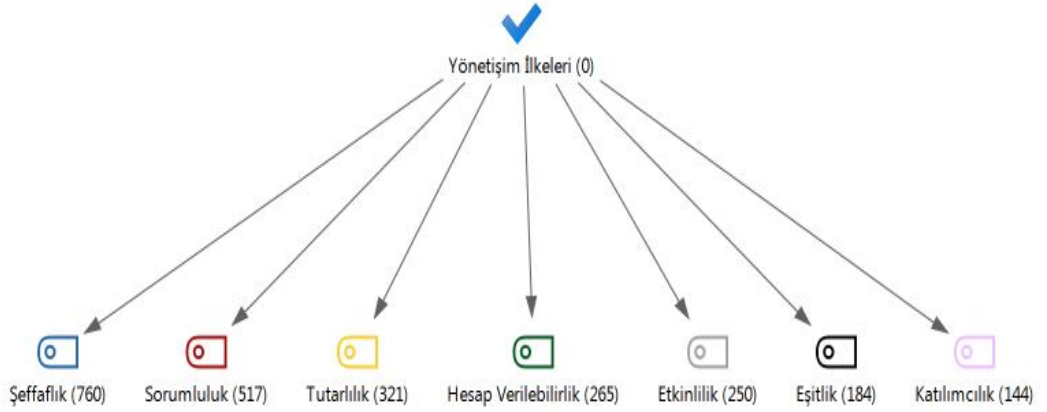 Yönetişim İlkeleri (0)
Şeffaflık (760)
Sorumluluk (517)
Tutarlılık (321)
Hesap Verilebilirlik (265)
Etkinlilik (250)
Eşitlik (184)
Katılımcılık (144)